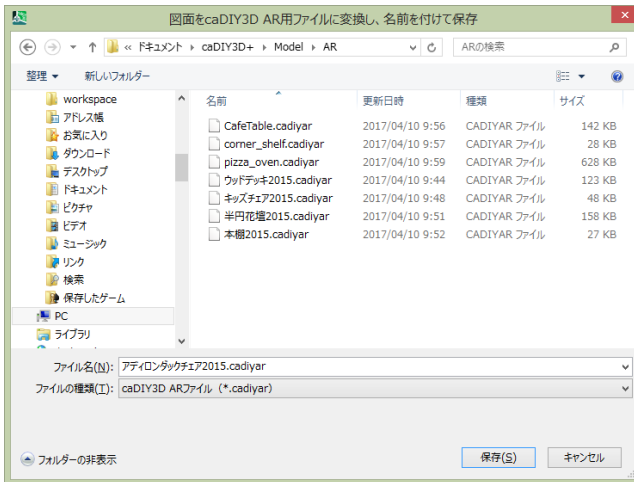 図面をcaDIY3D AR用ファイルに変換し、名前を付けて保存
« ドキュメント ▸ caDIY3D+ ▸ Model ▸ AR
ARの検索
整理 新しいフォルダー
名前 更新日時 種類 サイズ
workspace
アドレス帳
お気に入り
ダウンロード
デスクトップ
ドキュメント
ピクチャ
ビデオ
ミュージック
リンク
検索
保存したゲーム
PC
ライブラリ
CafeTable.cadiyar 2017/04/10 9:56 CADIYAR ファイル 142 KB
corner_shelf.cadiyar 2017/04/10 9:57 CADIYAR ファイル 28 KB
pizza_oven.cadiyar 2017/04/10 9:59 CADIYAR ファイル 628 KB
ウッドデッキ2015.cadiyar 2017/04/10 9:44 CADIYAR ファイル 123 KB
キッズチェア2015.cadiyar 2017/04/10 9:48 CADIYAR ファイル 48 KB
半円花壇2015.cadiyar 2017/04/10 9:51 CADIYAR ファイル 158 KB
本棚2015.cadiyar 2017/04/10 9:52 CADIYAR ファイル 27 KB
ファイル名(N): アディロンダックチェア2015.cadiyar
ファイルの種類(T): caDIY3D ARファイル (*.cadiyar)
フォルダーの非表示
保存(S) キャンセル